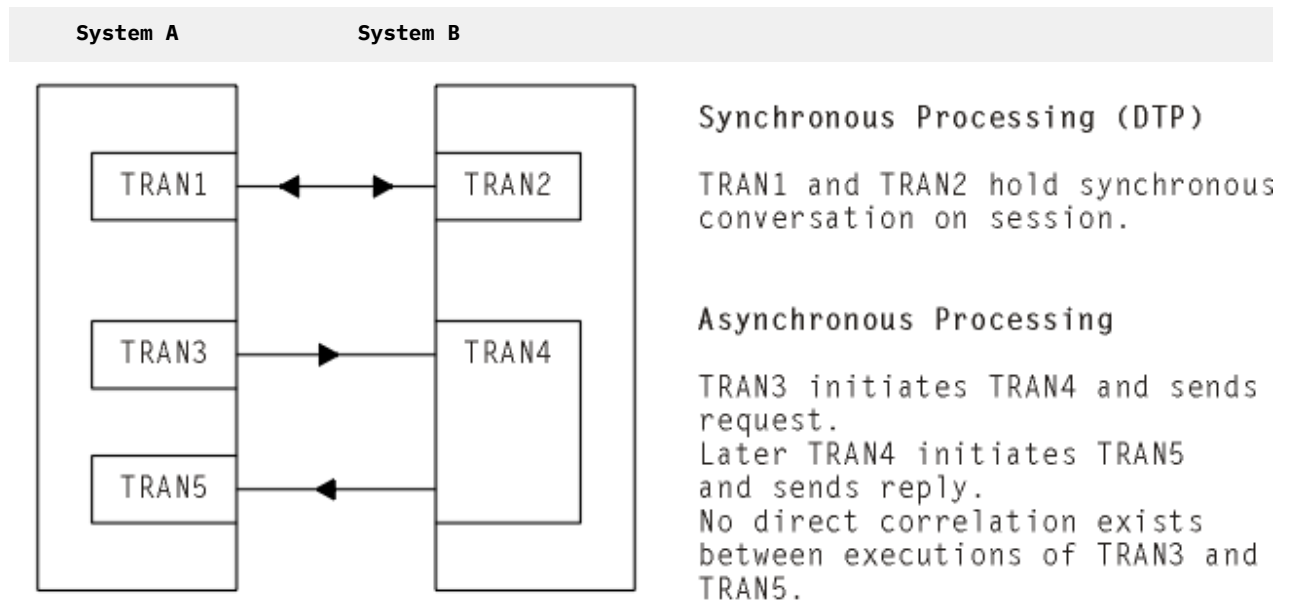 System A System B
TRAN1 TRAN2
TRAN3 TRAN4
TRAN5
Synchronous Processing (DTP)
TRAN1 and TRAN2 hold synchronous
conversation on session.
Asynchronous Processing
TRAN3 initiates TRAN4 and sends
request.
Later TRAN4 initiates TRAN5
and sends reply.
No direct correlation exists
between executions of TRAN3 and
TRAN5.